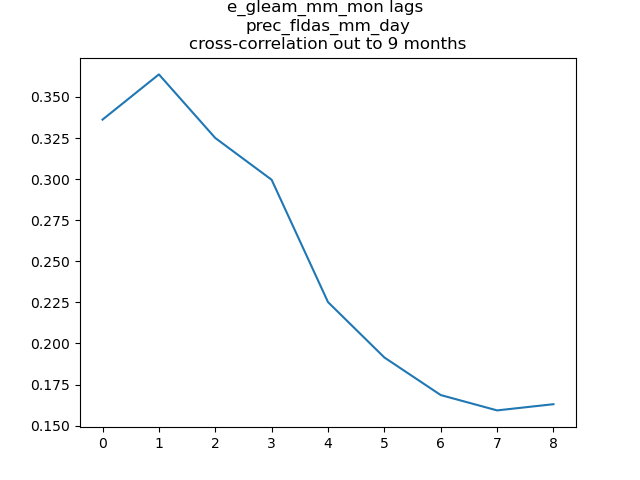 e_gleam_mm_mon lags
prec_fldas_mm_day
cross-correlation out to 9 months
0.350
0.325
0.300
0.275
0.250
0.225
0.200
0.175
0.150
0 1 2 3 4 5 6 7 8